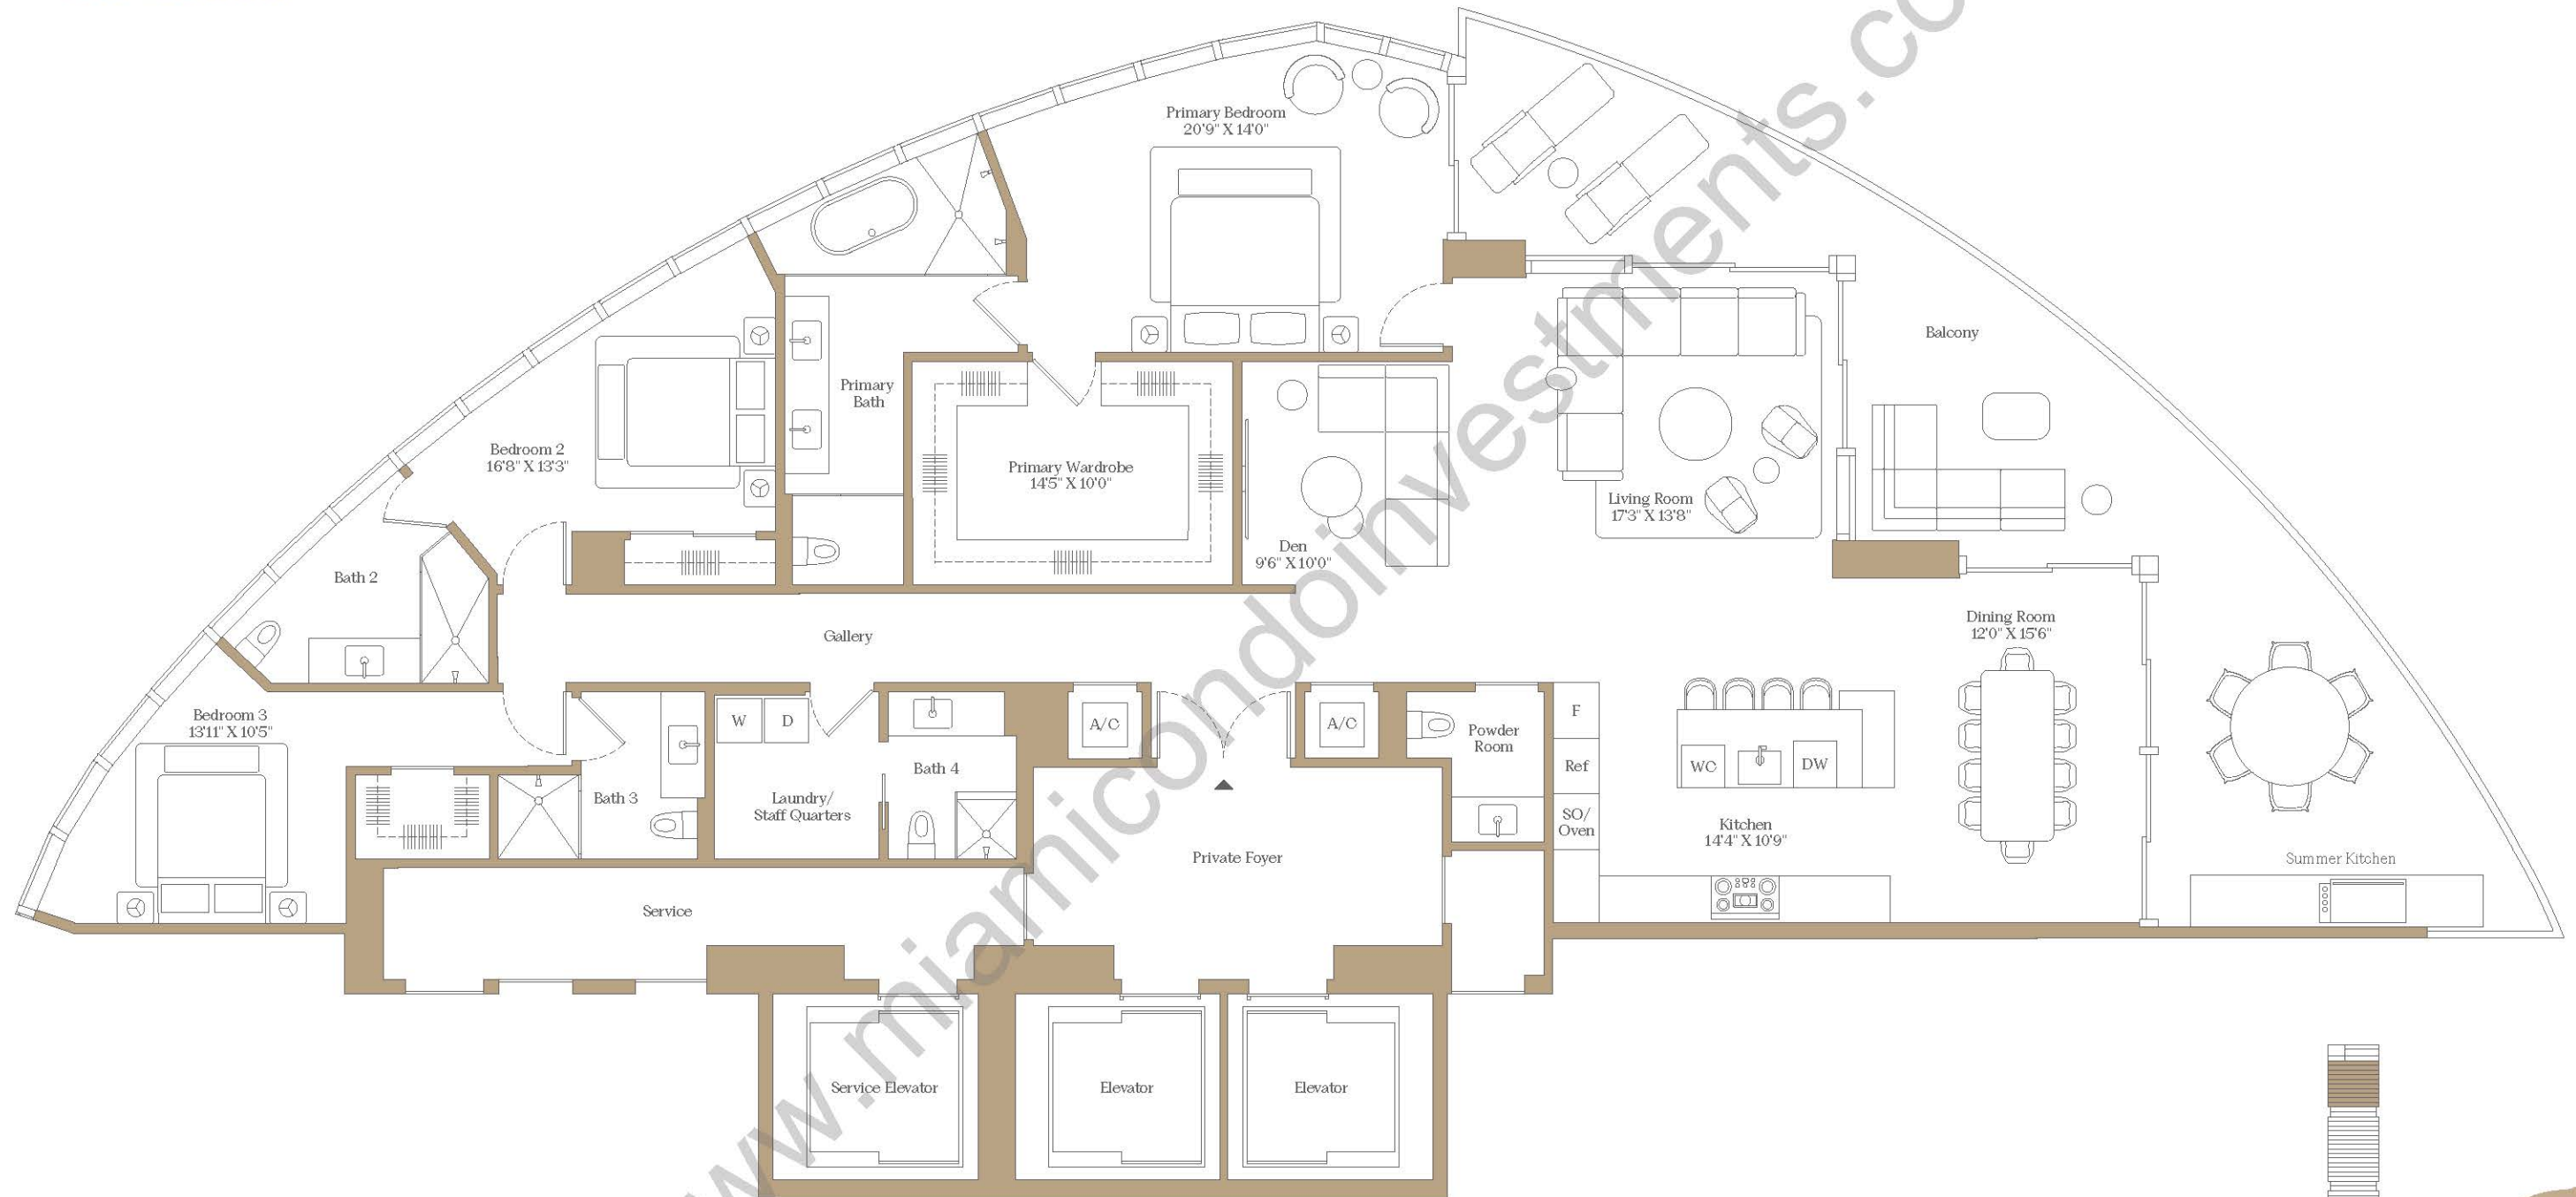 Primary Bedroom
20'9" X 14'0"
Balcony
Primary
Bath
Bedroom 2
16'8" X 13'3"
Primary Wardrobe
14'5" X 10'0"
Living Room
17'3" X 13'8"
Den
9'6" X 10'0"
Bath 2
Gallery
Dining Room
12'0" X 15'6"
Bedroom 3
13'11" X 10'5"
W
D
A/C
A/C
Powder
Room
F
Ref
WC
DW
Bath 4
Bath 3
Laundry/
Staff Quarters
SO/
Oven
Kitchen
14'4" X 10'9"
Private Foyer
Summer Kitchen
Service
Service Elevator
Elevator
Elevator
ww.miamicondoinvestments.co